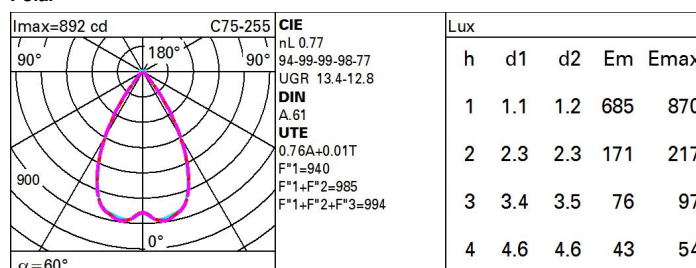 Imax=892 cd C75-255
90° 180° 90°
900
0°
α=60°
CIE
nL 0.77
94-99-99-98-77
UGR 13.4-12.8
DIN
A.61
UTE
0.76A+0.01T
F"1=940
F"1+F"2=985
F"1+F"2+F"3=994
Lux
h d1 d2 Em Emax
1 1.1 1.2 685 870
2 2.3 2.3 171 217
3 3.4 3.5 76 97
4 4.6 4.6 43 54